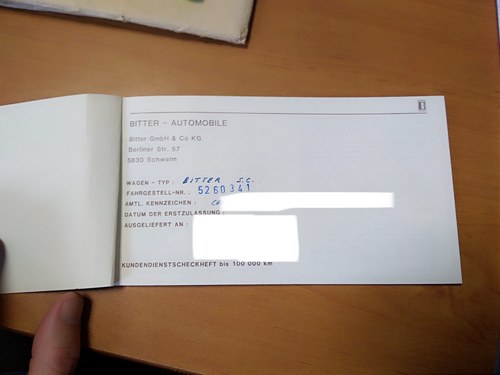 BITTER – AUTOMOBILE
Bitter GmbH & Co KG
Berliner Str. 57
5830 Schwelm
WAGEN – TYP : BITTER S.C.
FAHRGESTELL-NR. : 5260341
AMTL. KENNZEICHEN :
DATUM DER ERSTZULASSUNG :
AUSGELIEFERT AN :
KUNDENDIENSTSCHECKHEFT bis 100 000 km